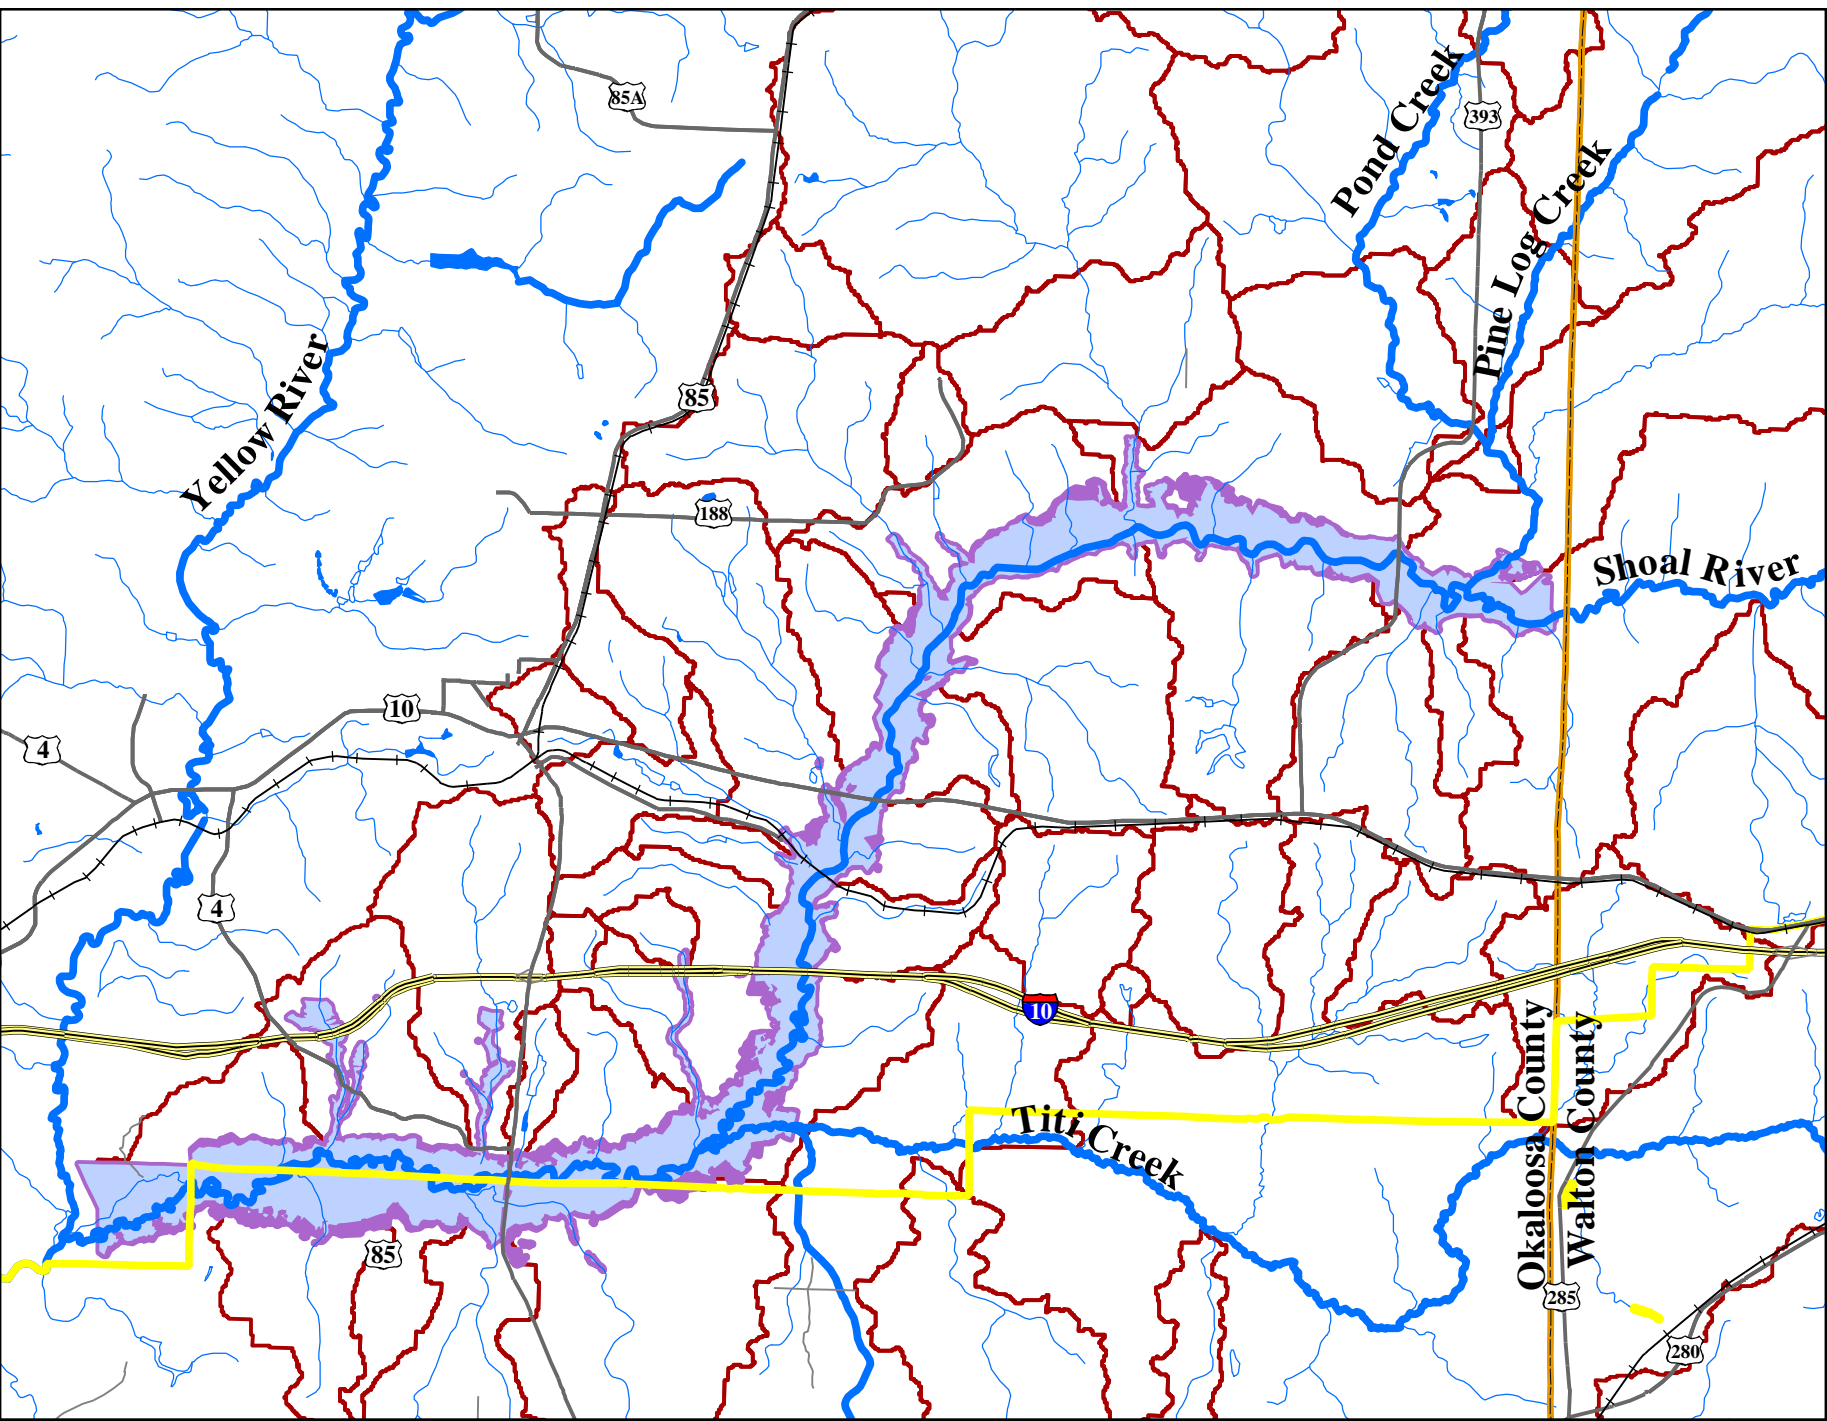 85A
393
Pond Creek
Pine Log Creek
Yellow River
85
188
Shoal River
10
4
4
10
Titi Creek
Okaloosa County
Walton County
85
285
280